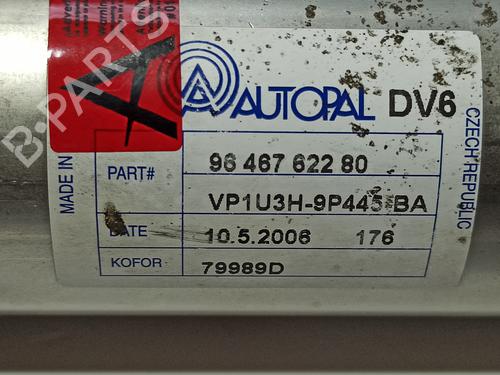 AUTOPAL DV6
MADE IN
CZECH REPUBLIC
PART# 96 467 622 80
VP1U3H-9P445-BA
DATE 10.5.2006 176
KOFOR 79989D
A
B-PARTS